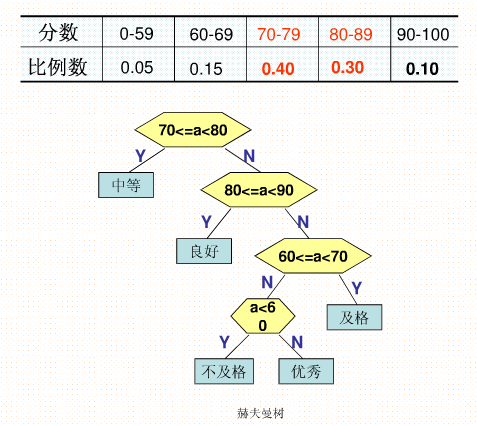 分数 0-59 60-69 70-79 80-89 90-100
比例数 0.05 0.15 0.40 0.30 0.10
70<=a<80
Y N
中等
80<=a<90
Y N
良好
60<=a<70
N Y
a<6
0
及格
Y N
不及格 优秀
赫夫曼树